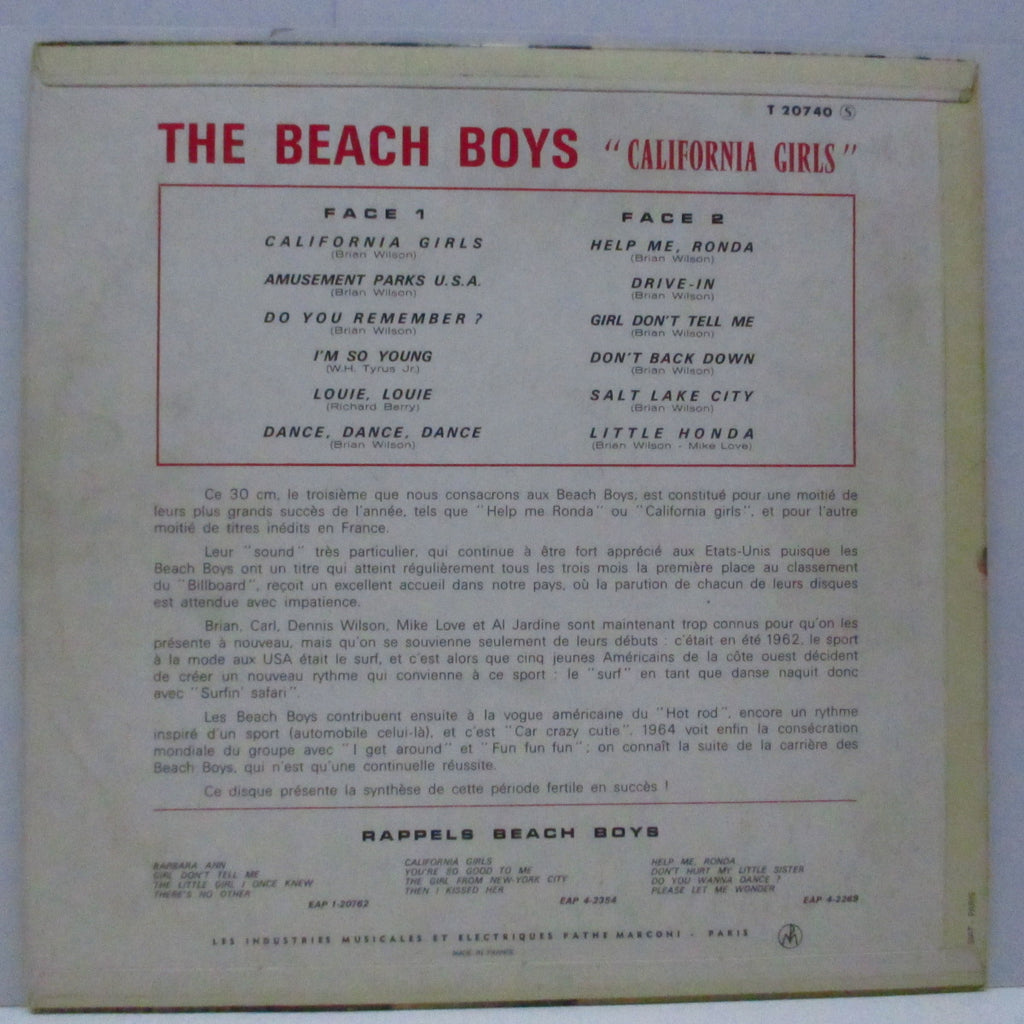 T 20740 Ⓢ
THE BEACH BOYS "CALIFORNIA GIRLS"
FACE 1
CALIFORNIA GIRLS
(Brian Wilson)
AMUSEMENT PARKS U.S.A.
(Brian Wilson)
DO YOU REMEMBER ?
(Brian Wilson)
I'M SO YOUNG
(W.H. Tyrus Jr.)
LOUIE, LOUIE
(Richard Berry)
DANCE, DANCE, DANCE
(Brian Wilson)
FACE 2
HELP ME, RONDA
(Brian Wilson)
DRIVE-IN
(Brian Wilson)
GIRL DON'T TELL ME
(Brian Wilson)
DON'T BACK DOWN
(Brian Wilson)
SALT LAKE CITY
(Brian Wilson)
LITTLE HONDA
(Brian Wilson - Mike Love)
Ce 30 cm, le troisième que nous consacrons aux Beach Boys, est constitué pour une moitié de
leurs plus grands succès de l'année, tels que "Help me Ronda" ou "California girls", et pour l'autre
moitié de titres inédits en France.
Leur "sound" très particulier, qui continue à être fort apprécié aux Etats-Unis puisque les
Beach Boys ont un titre qui atteint régulièrement tous les trois mois la première place au classement
du "Billboard", reçoit un excellent accueil dans notre pays, où la parution de chacun de leurs disques
est attendue avec impatience.
Brian, Carl, Dennis Wilson, Mike Love et Al Jardine sont maintenant trop connus pour qu'on les
présente à nouveau, mais qu'on se souvienne seulement de leurs débuts : c'était en été 1962, le sport
à la mode aux USA était le surf, et c'est alors que cinq jeunes Américains de la côte ouest décident
de créer un nouveau rythme qui convienne à ce sport : le "surf" en tant que danse naquit donc
avec "Surfin' safari".
Les Beach Boys contribuent ensuite à la vogue américaine du "Hot rod", encore un rythme
inspiré d'un sport (automobile celui-là), et c'est "Car crazy cutie". 1964 voit enfin la consécration
mondiale du groupe avec "I get around" et "Fun fun fun" ; on connaît la suite de la carrière des
Beach Boys, qui n'est qu'une continuelle réussite.
Ce disque présente la synthèse de cette période fertile en succès !
RAPPELS BEACH BOYS
BARBARA ANN
GIRL DON'T TELL ME
THE LITTLE GIRL I ONCE KNEW
THERE'S NO OTHER
EAP 1-20762
CALIFORNIA GIRLS
YOU'RE SO GOOD TO ME
THE GIRL FROM NEW-YORK CITY
THEN I KISSED HER
EAP 4-2354
HELP ME, RONDA
DON'T HURT MY LITTLE SISTER
DO YOU WANNA DANCE ?
PLEASE LET ME WONDER
EAP 4-2269
LES INDUSTRIES MUSICALES ET ELECTRIQUES PATHE MARCONI - PARIS
MADE IN FRANCE
PARIS